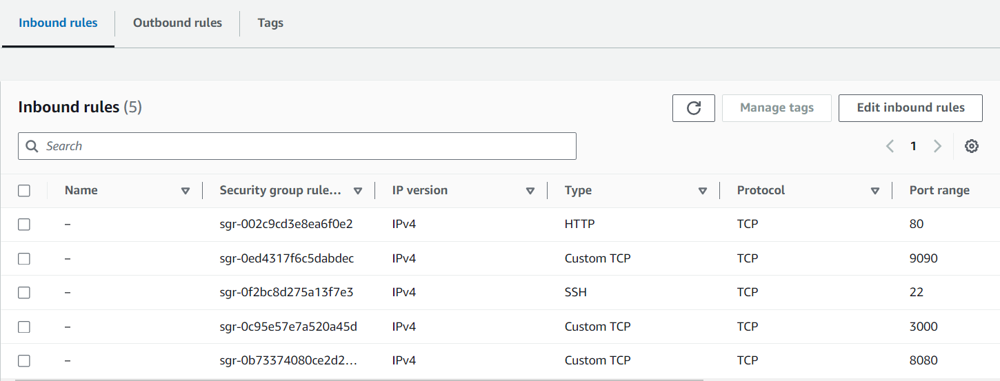 Inbound rules Outbound rules Tags
Inbound rules (5) Manage tags Edit inbound rules
Search 1
Name Security group rule... IP version Type Protocol Port range
– sgr-002c9cd3e8ea6f0e2 IPv4 HTTP TCP 80
– sgr-0ed4317f6c5dabdec IPv4 Custom TCP TCP 9090
– sgr-0f2bc8d275a13f7e3 IPv4 SSH TCP 22
– sgr-0c95e57e7a520a45d IPv4 Custom TCP TCP 3000
– sgr-0b73374080ce2d2... IPv4 Custom TCP TCP 8080